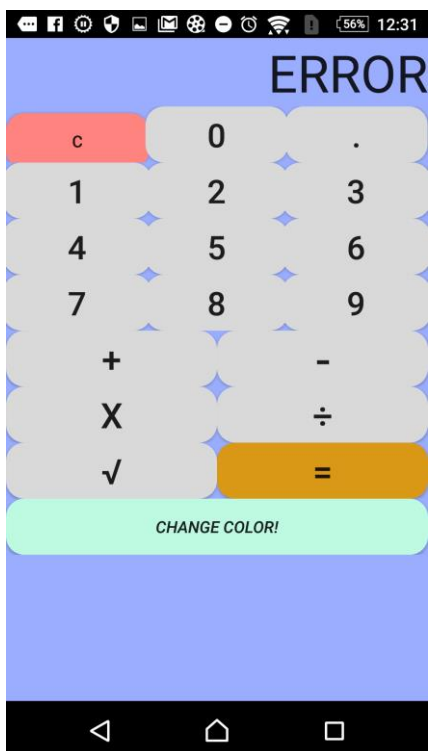 56% 12:31
ERROR
c 0 .
1 2 3
4 5 6
7 8 9
+ -
X ÷
√ =
CHANGE COLOR!